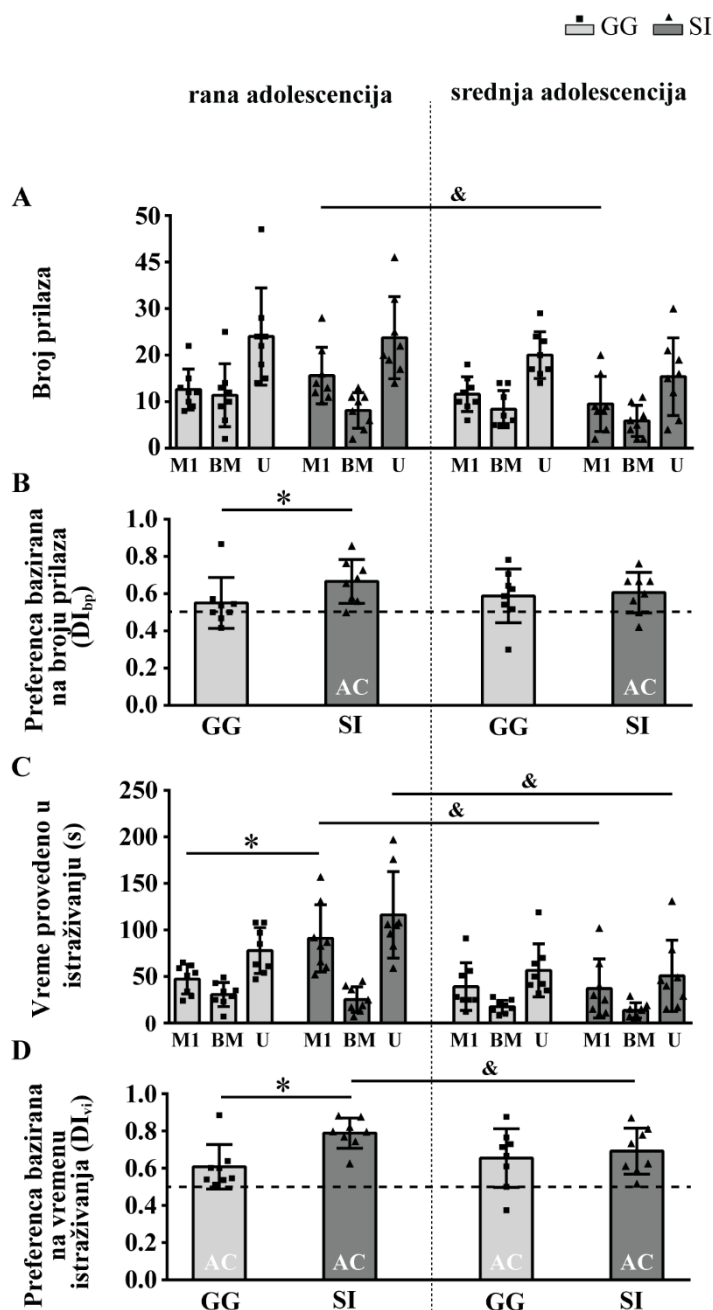 GG SI
rana adolescencija srednja adolescencija
A
Broj prilaza
50
45
30
20
10
0
&
M1 BM U M1 BM U M1 BM U M1 BM U
B
Preferenca bazirana
na broju prilaza
(DIbp)
1.0
0.8
0.6
0.4
0.2
0.0
*
AC AC
GG SI GG SI
C
Vreme provedeno u
istraživanju (s)
250
200
150
100
50
0
&
&
*
M1 BM U M1 BM U M1 BM U M1 BM U
D
Preferenca bazirana
na vremenu
istraživanja (DIvi)
1.0
0.8
0.6
0.4
0.2
0.0
* &
AC AC AC AC
GG SI GG SI